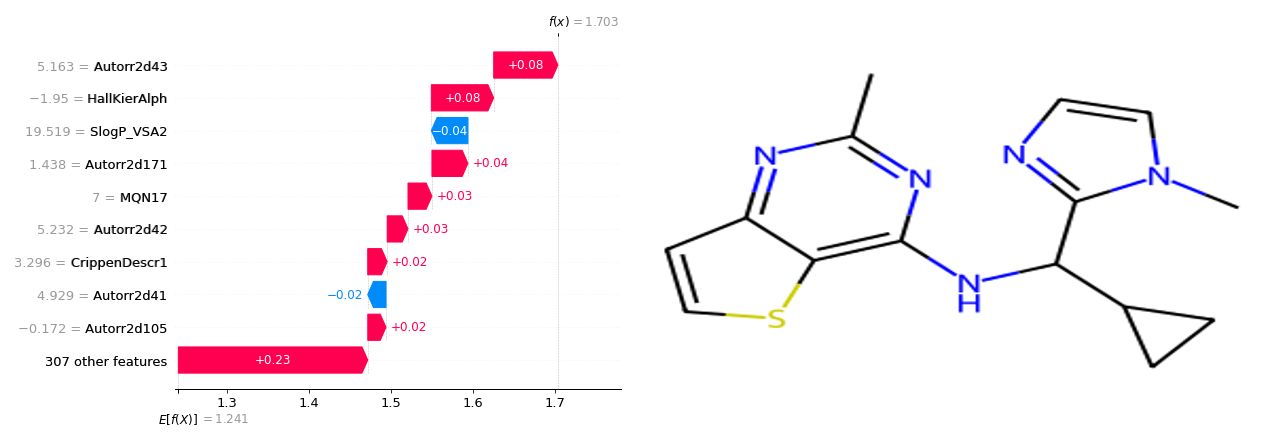 f(x) = 1.703
5.163 = Autorr2d43
+0.08
−1.95 = HallKierAlph
+0.08
19.519 = SlogP_VSA2
−0.04
1.438 = Autorr2d171
+0.04
7 = MQN17
+0.03
5.232 = Autorr2d42
+0.03
3.296 = CrippenDescr1
+0.02
4.929 = Autorr2d41
−0.02
−0.172 = Autorr2d105
+0.02
307 other features
+0.23
1.3 1.4 1.5 1.6 1.7
E[f(X)] = 1.241
N
N
N
N
N
H
S